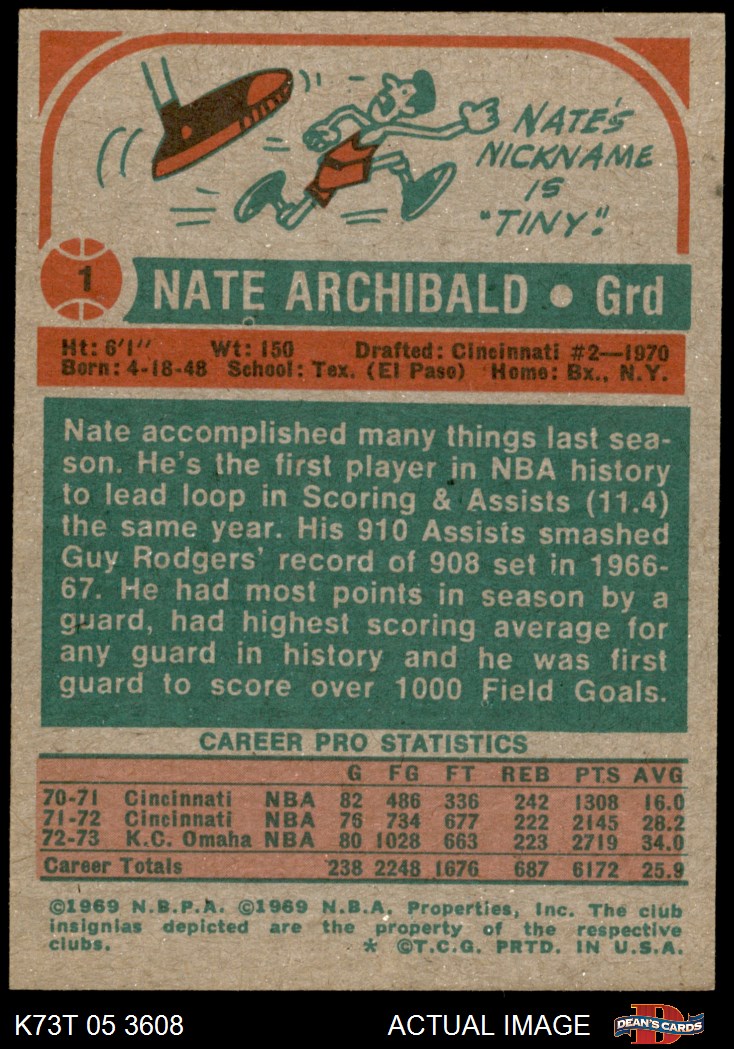 NATE'S
NICKNAME
IS
"TINY"!
1
NATE ARCHIBALD • Grd
Ht: 6'1" Wt: 150 Drafted: Cincinnati #2—1970
Born: 4-18-48 School: Tex. (El Paso) Home: Bx., N.Y.
Nate accomplished many things last sea-
son. He's the first player in NBA history
to lead loop in Scoring & Assists (11.4)
the same year. His 910 Assists smashed
Guy Rodgers' record of 908 set in 1966-
67. He had most points in season by a
guard, had highest scoring average for
any guard in history and he was first
guard to score over 1000 Field Goals.
CAREER PRO STATISTICS
G FG FT REB PTS AVG
70-71 Cincinnati NBA 82 486 336 242 1308 16.0
71-72 Cincinnati NBA 76 734 677 222 2145 28.2
72-73 K.C. Omaha NBA 80 1028 663 223 2719 34.0
Career Totals 238 2248 1676 687 6172 25.9
©1969 N.B.P.A. ©1969 N.B.A. Properties, Inc. The club
insignias depicted are the property of the respective
clubs. * ©T.C.G. PRTD. IN U.S.A.
K73T 05 3608 ACTUAL IMAGE DEAN'S CARDS